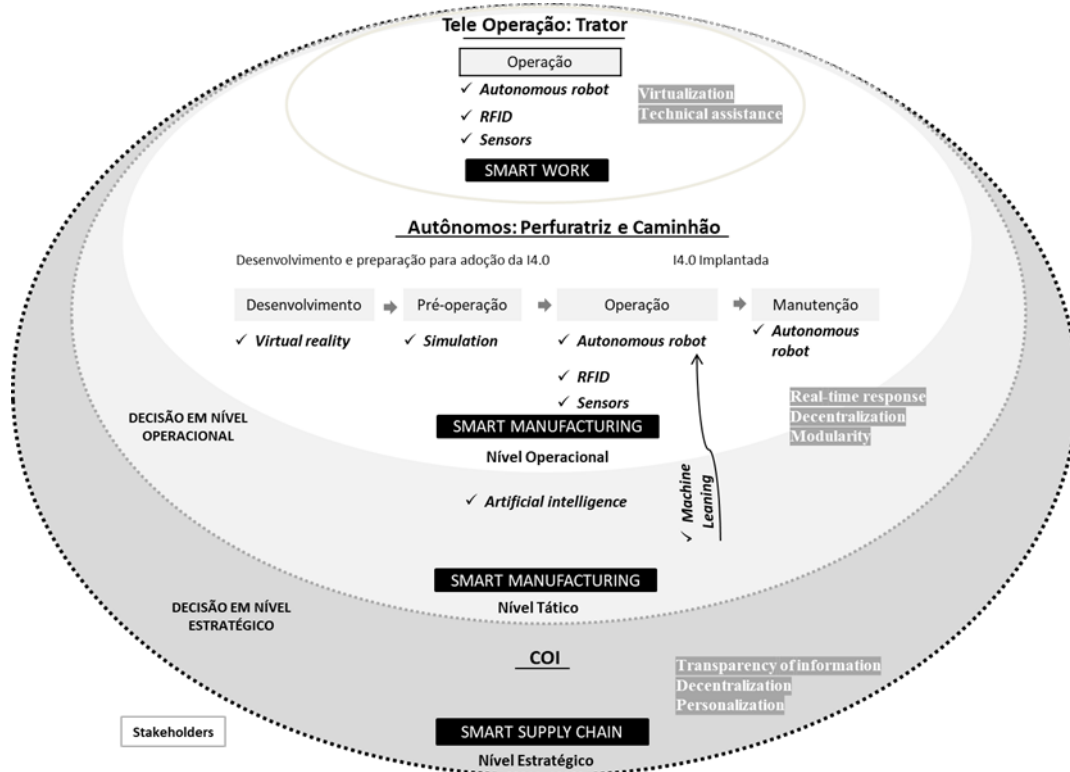 Tele Operação: Trator
Operação
✓ Autonomous robot
✓ RFID
✓ Sensors
Virtualization
Technical assistance
SMART WORK
Autônomos: Perfuratriz e Caminhão
Desenvolvimento e preparação para adoção da I4.0
I4.0 Implantada
Desenvolvimento
Pré-operação
Operação
Manutenção
✓ Virtual reality
✓ Simulation
✓ Autonomous robot
✓ Autonomous
robot
✓ RFID
✓ Sensors
Real-time response
Decentralization
Modularity
DECISÃO EM NÍVEL
OPERACIONAL
SMART MANUFACTURING
Nível Operacional
✓ Artificial intelligence
✓ Machine
Leaning
SMART MANUFACTURING
Nível Tático
DECISÃO EM NÍVEL
ESTRATÉGICO
COI
Transparency of information
Decentralization
Personalization
Stakeholders
SMART SUPPLY CHAIN
Nível Estratégico